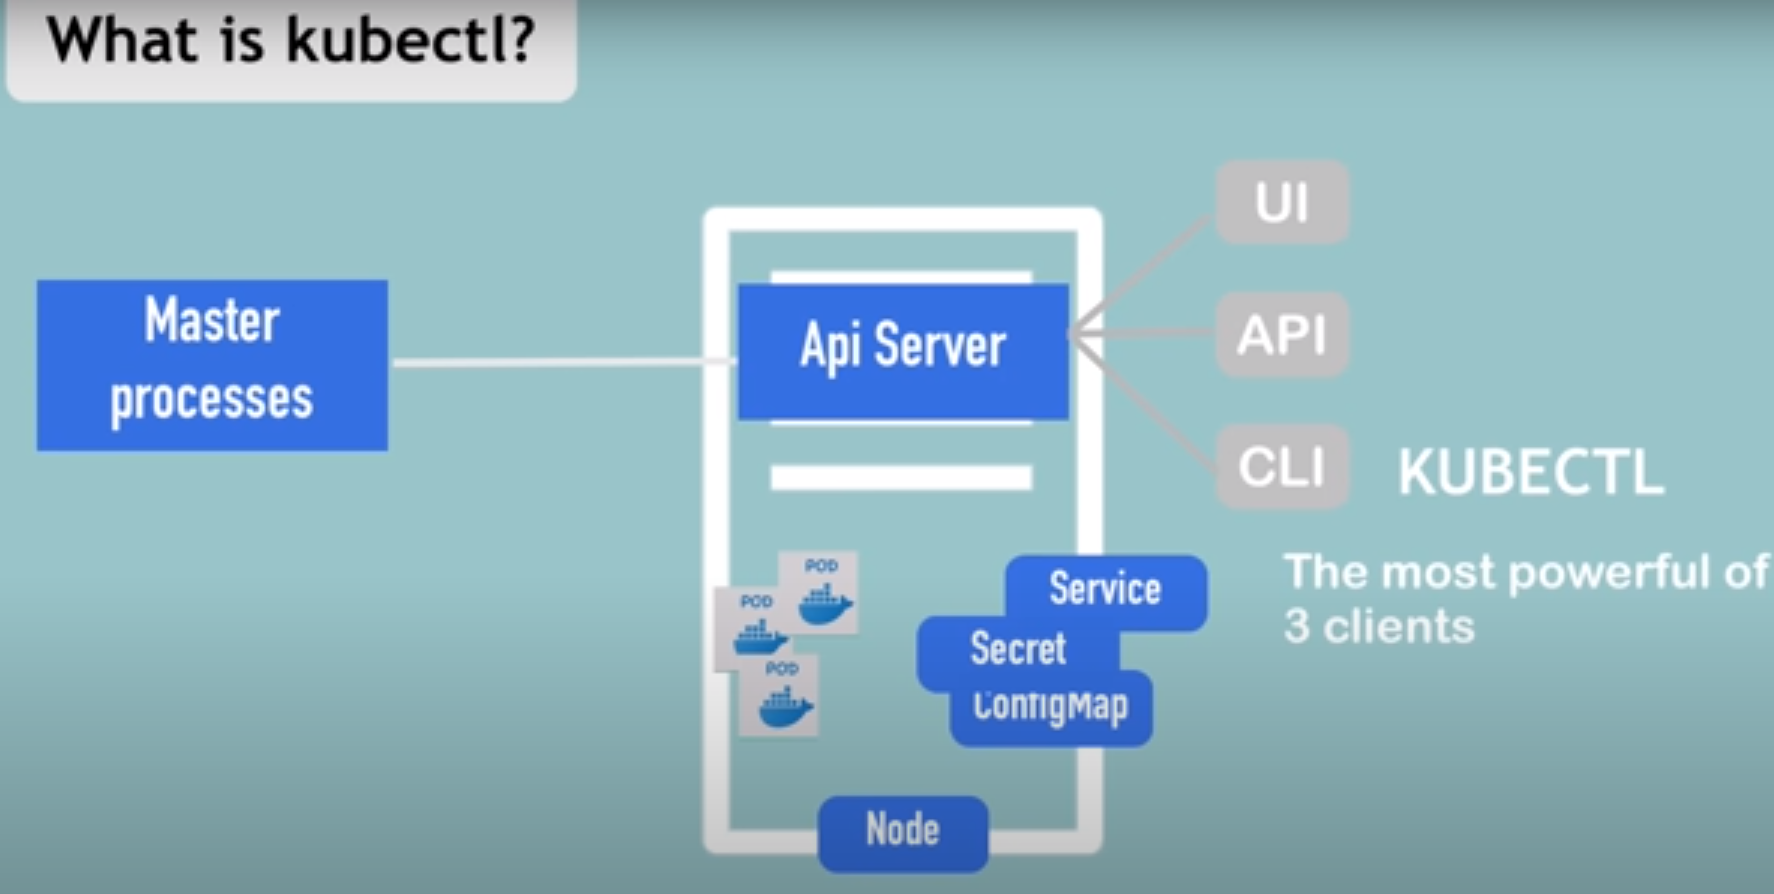 What is kubectl?
UI
Master
processes
Api Server
API
CLI
KUBECTL
The most powerful of
3 clients
POD
POD
POD
Service
Secret
ConfigMap
Node